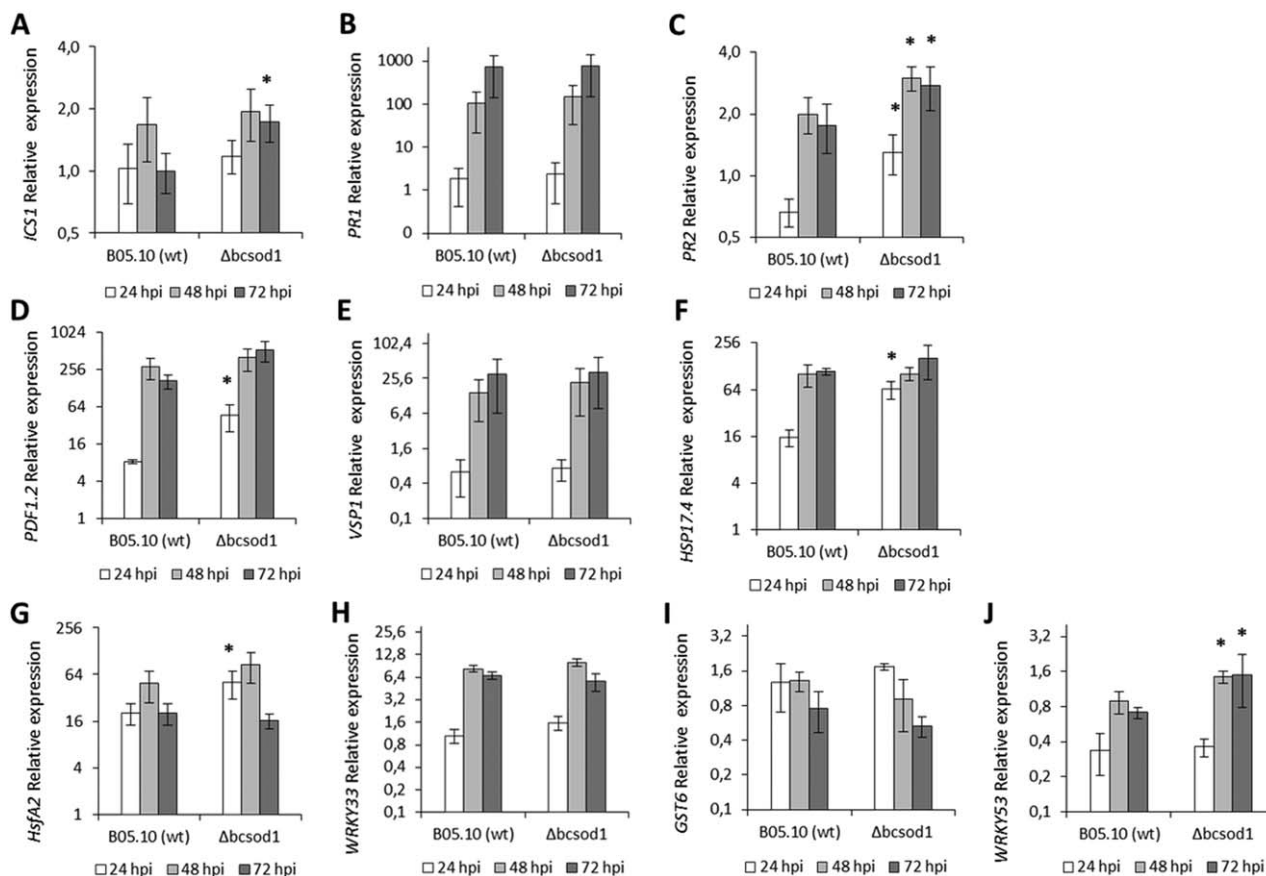 A
ICS1 Relative expression
4,0
2,0
1,0
0,5
*
B05.10 (wt) Δbcsod1
24 hpi 48 hpi 72 hpi
B
PR1 Relative expression
1000
100
10
1
0
B05.10 (wt) Δbcsod1
24 hpi 48 hpi 72 hpi
C
PR2 Relative expression
4,0
2,0
1,0
0,5
* * *
B05.10 (wt) Δbcsod1
24 hpi 48 hpi 72 hpi
D
PDF1.2 Relative expression
1024
256
64
16
4
1
*
B05.10 (wt) Δbcsod1
24 hpi 48 hpi 72 hpi
E
VSP1 Relative expression
102,4
25,6
6,4
1,6
0,4
0,1
B05.10 (wt) Δbcsod1
24 hpi 48 hpi 72 hpi
F
HSP17.4 Relative expression
256
64
16
4
1
*
B05.10 (wt) Δbcsod1
24 hpi 48 hpi 72 hpi
G
HsfA2 Relative expression
256
64
16
4
1
*
B05.10 (wt) Δbcsod1
24 hpi 48 hpi 72 hpi
H
WRKY33 Relative expression
25,6
12,8
6,4
3,2
1,6
0,8
0,4
0,2
0,1
B05.10 (wt) Δbcsod1
24 hpi 48 hpi 72 hpi
I
GST6 Relative expression
3,2
1,6
0,8
0,4
0,2
0,1
B05.10 (wt) Δbcsod1
24 hpi 48 hpi 72 hpi
J
WRKY53 Relative expression
3,2
1,6
0,8
0,4
0,2
0,1
* *
B05.10 (wt) Δbcsod1
24 hpi 48 hpi 72 hpi